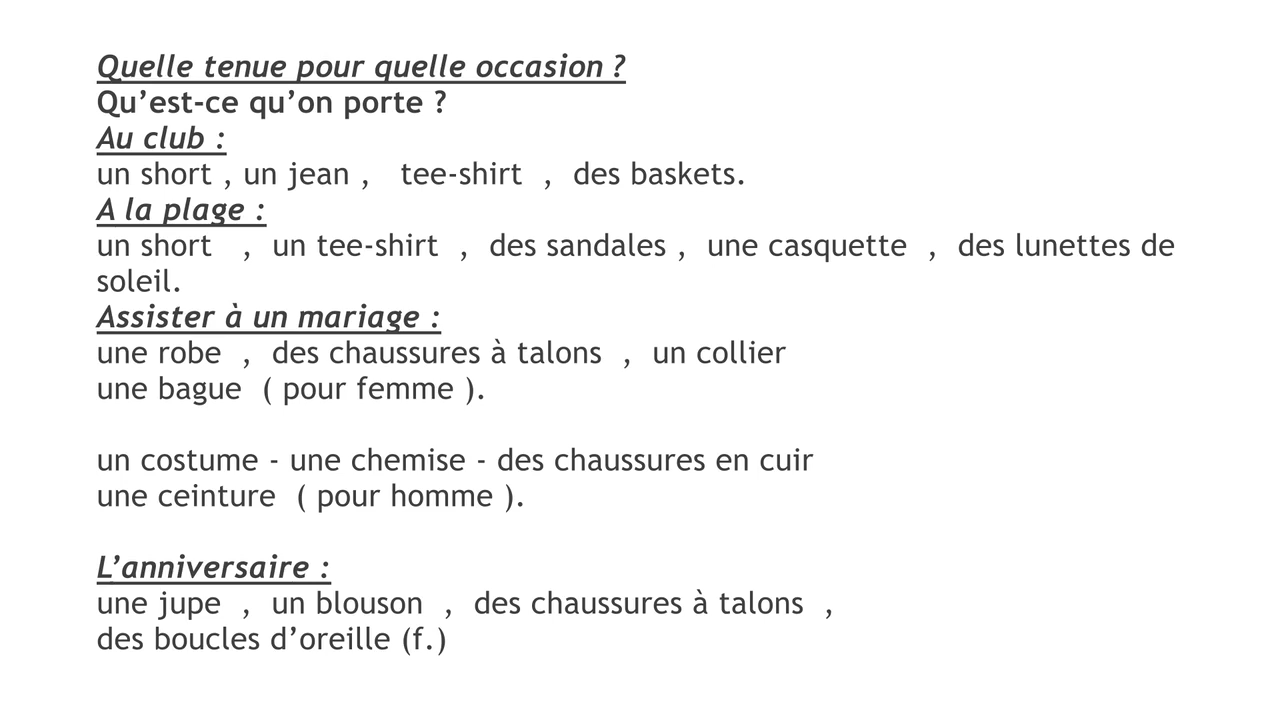 Quelle tenue pour quelle occasion ?
Qu’est-ce qu’on porte ?
Au club :
un short , un jean ,   tee-shirt  ,  des baskets.
A la plage :
un short   ,  un tee-shirt  ,  des sandales ,  une casquette  ,  des lunettes de
soleil.
Assister à un mariage :
une robe  ,  des chaussures à talons  ,  un collier
une bague  ( pour femme ).
un costume - une chemise - des chaussures en cuir
une ceinture  ( pour homme ).
L’anniversaire :
une jupe  ,  un blouson  ,  des chaussures à talons  ,
des boucles d’oreille (f.)